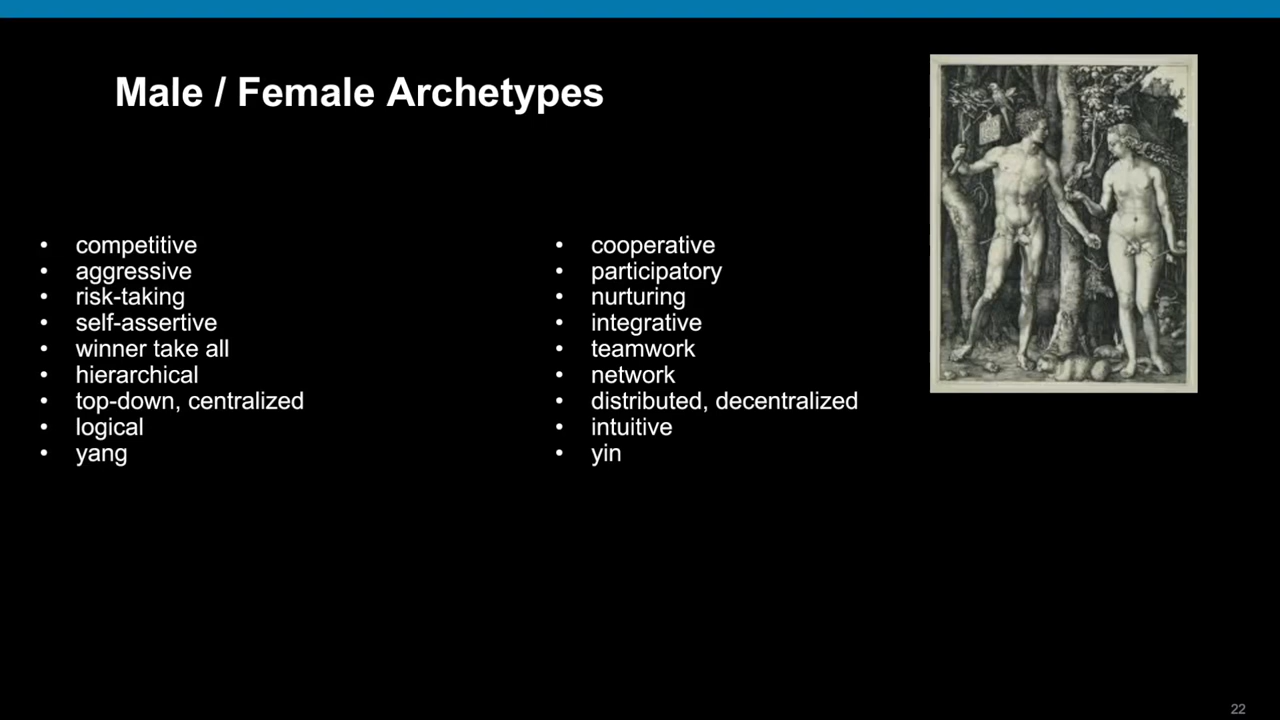 Male / Female Archetypes
• competitive
• aggressive
• risk-taking
• self-assertive
• winner take all
• hierarchical
• top-down, centralized
• logical
• yang
• cooperative
• participatory
• nurturing
• integrative
• teamwork
• network
• distributed, decentralized
• intuitive
• yin
22